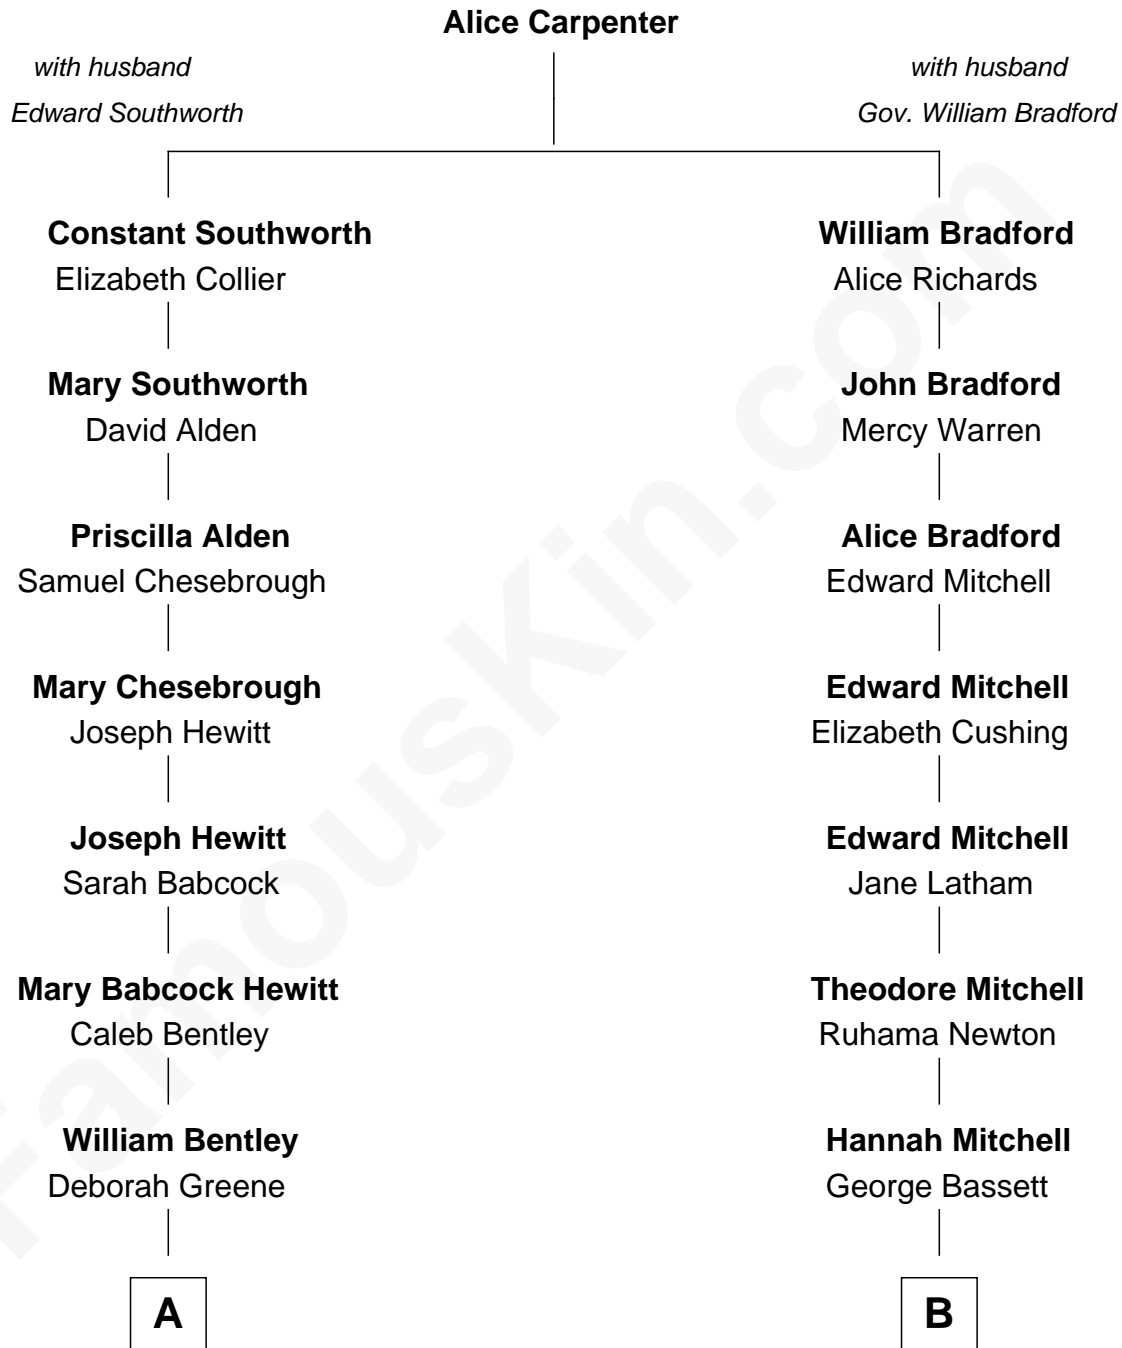 Alice Carpenter
with husband
Edward Southworth
with husband
Gov. William Bradford
Constant Southworth
Elizabeth Collier
William Bradford
Alice Richards
Mary Southworth
David Alden
John Bradford
Mercy Warren
Priscilla Alden
Samuel Chesebrough
Alice Bradford
Edward Mitchell
Mary Chesebrough
Joseph Hewitt
Edward Mitchell
Elizabeth Cushing
Joseph Hewitt
Sarah Babcock
Edward Mitchell
Jane Latham
Mary Babcock Hewitt
Caleb Bentley
Theodore Mitchell
Ruhama Newton
William Bentley
Deborah Greene
Hannah Mitchell
George Bassett
A
B
FamousKin.com